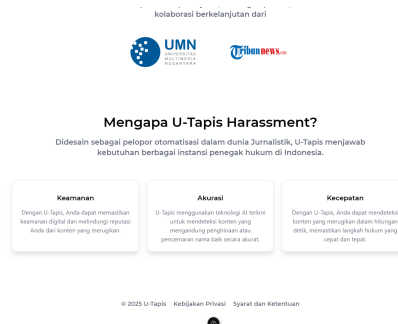 kolaborasi berkelanjutan dari
UMN
UNIVERSITAS
MULTIMEDIA
NUSANTARA
Tribunnews.com
Mengapa U-Tapis Harassment?
Didesain sebagai pelopor otomatisasi dalam dunia Jurnalistik, U-Tapis menjawab
kebutuhan berbagai instansi penegak hukum di Indonesia.
Keamanan
Dengan U-Tapis, Anda dapat memastikan
keamanan digital dan melindungi reputasi
Anda dari konten yang merugikan.
Akurasi
U-Tapis menggunakan teknologi AI terkini
untuk mendeteksi konten yang
mengandung penghinaan atau
pencemaran nama baik secara akurat.
Kecepatan
Dengan U-Tapis, Anda dapat mendeteksi
konten yang merugikan dalam hitungan
detik, memastikan langkah hukum yang
cepat dan tepat.
© 2025 U-Tapis Kebijakan Privasi Syarat dan Ketentuan